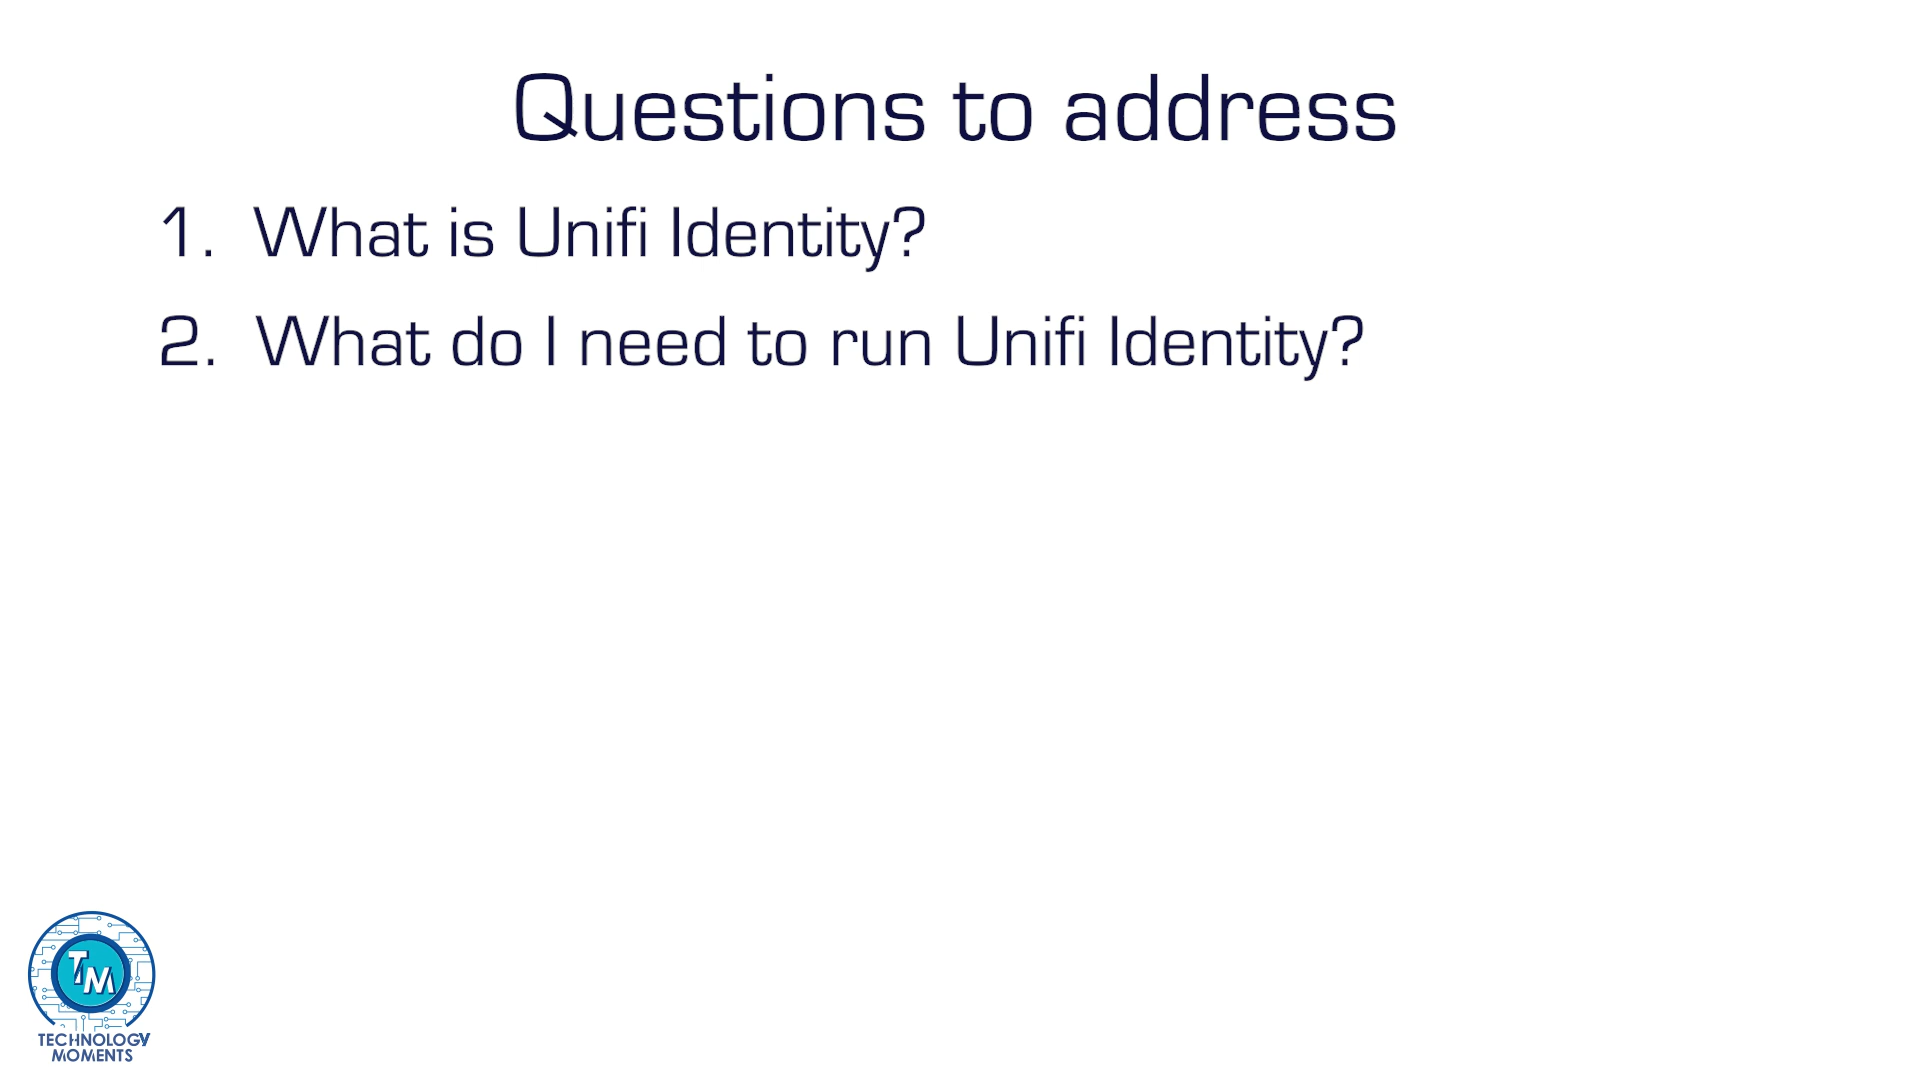 Questions to address
1. What is Unifi Identity?
2. What do I need to run Unifi Identity?
TM
TECHNOLOGY
MOMENTS